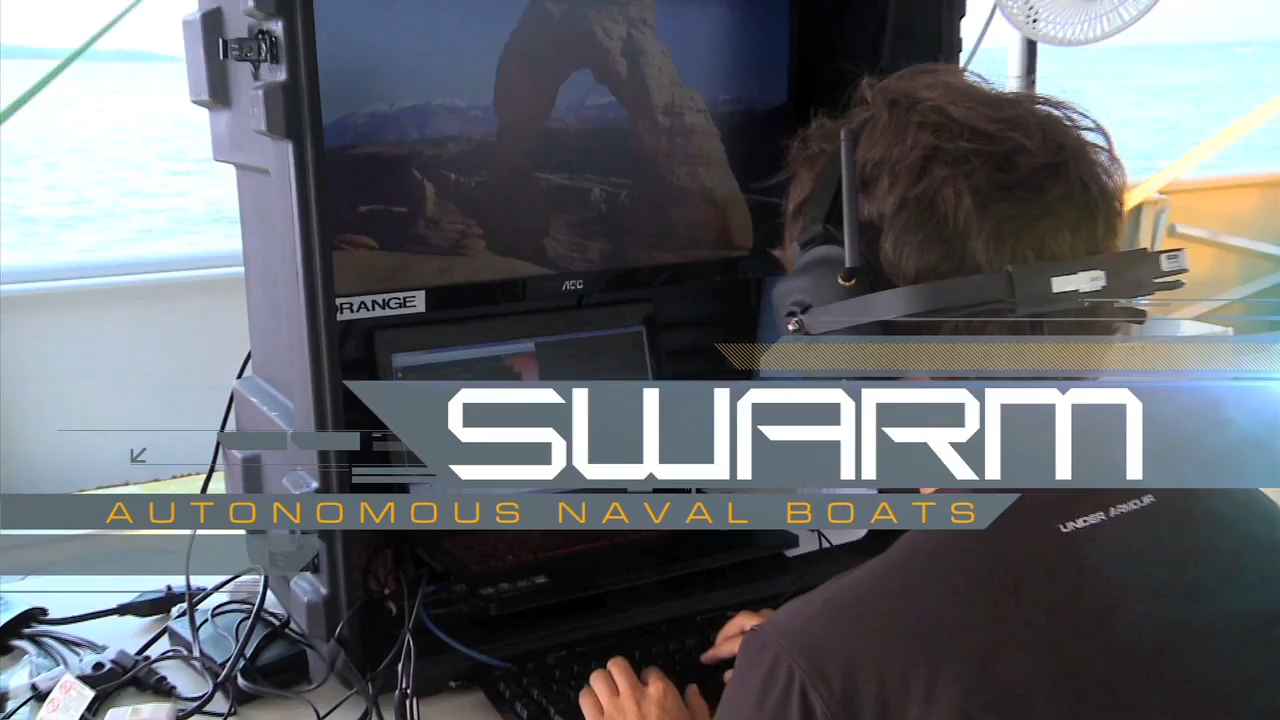 AOC
ORANGE
SWARM
AUTONOMOUS NAVAL BOATS
UNDER ARMOUR